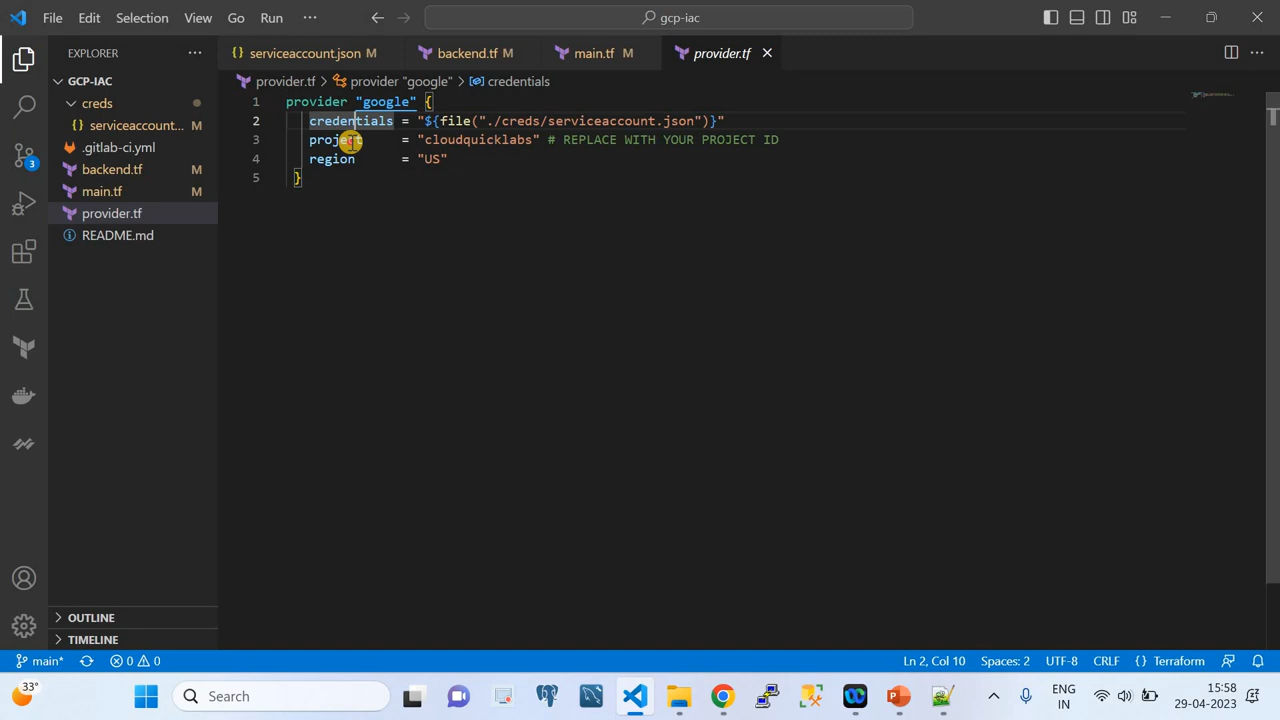 File Edit Selection View Go Run ··· gcp-iac
EXPLORER ···
GCP-IAC
creds
{} serviceaccount... M
.gitlab-ci.yml
backend.tf M
main.tf M
provider.tf
README.md
OUTLINE
TIMELINE
3
{} serviceaccount.json M backend.tf M main.tf M provider.tf
provider.tf > provider "google" > credentials
1 provider "google" {
2 credentials = "${file("./creds/serviceaccount.json")}"
3 project = "cloudquicklabs" # REPLACE WITH YOUR PROJECT ID
4 region = "US"
5 }
main* 0 0 Ln 2, Col 10 Spaces: 2 UTF-8 CRLF {} Terraform
33° Search ENG IN 15:58 29-04-2023